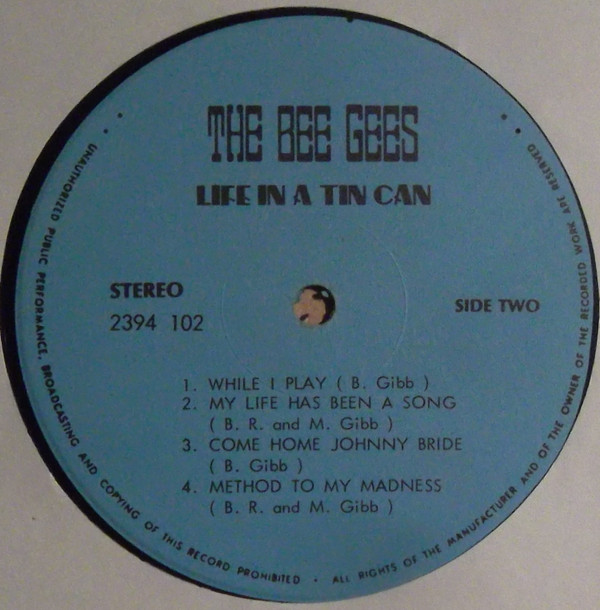 THE BEE GEES
LIFE IN A TIN CAN
STEREO
2394 102
SIDE TWO
1. WHILE I PLAY ( B. Gibb )
2. MY LIFE HAS BEEN A SONG
( B. R. and M. Gibb )
3. COME HOME JOHNNY BRIDE
( B. Gibb )
4. METHOD TO MY MADNESS
( B. R. and M. Gibb )
UNAUTHORIZED PUBLIC PERFORMANCE, BROADCASTING AND COPYING OF THIS RECORD PROHIBITED · ALL RIGHTS OF THE MANUFACTURER AND OF THE OWNER OF THE RECORDED WORK ARE RESERVED